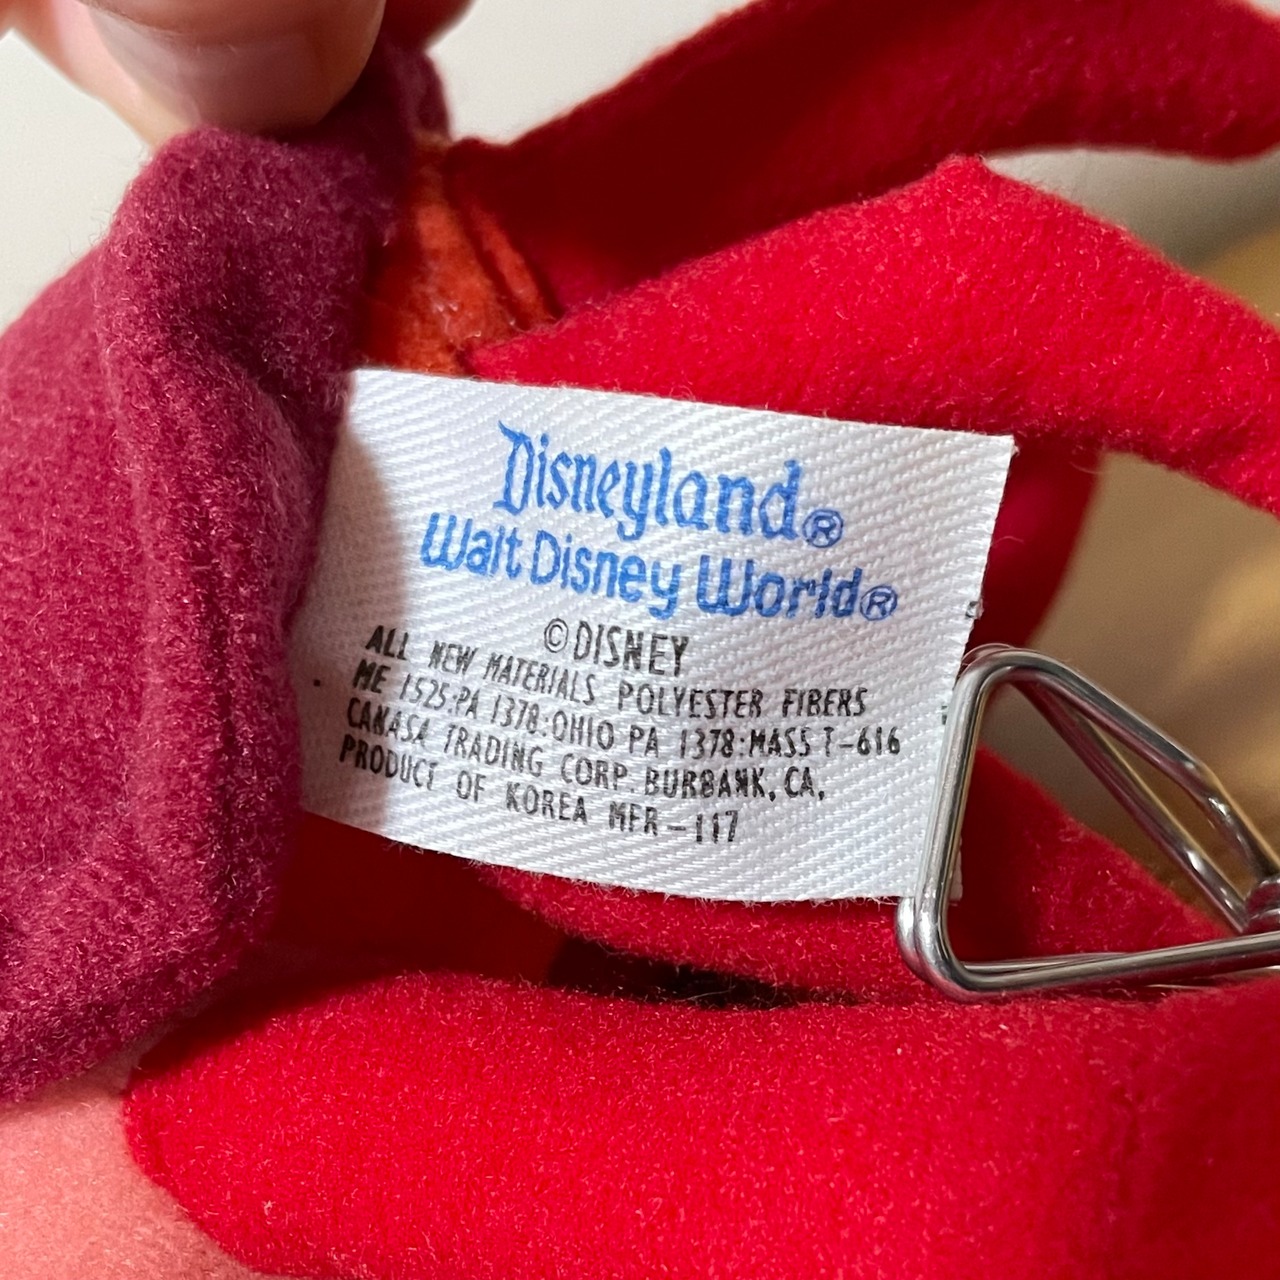 Disneyland®
Walt Disney World®
©DISNEY
ALL NEW MATERIALS POLYESTER FIBERS
ME 1525:PA 1378:OHIO PA 1378:MASS T-616
CANASA TRADING CORP. BURBANK, CA,
PRODUCT OF KOREA MFR-117